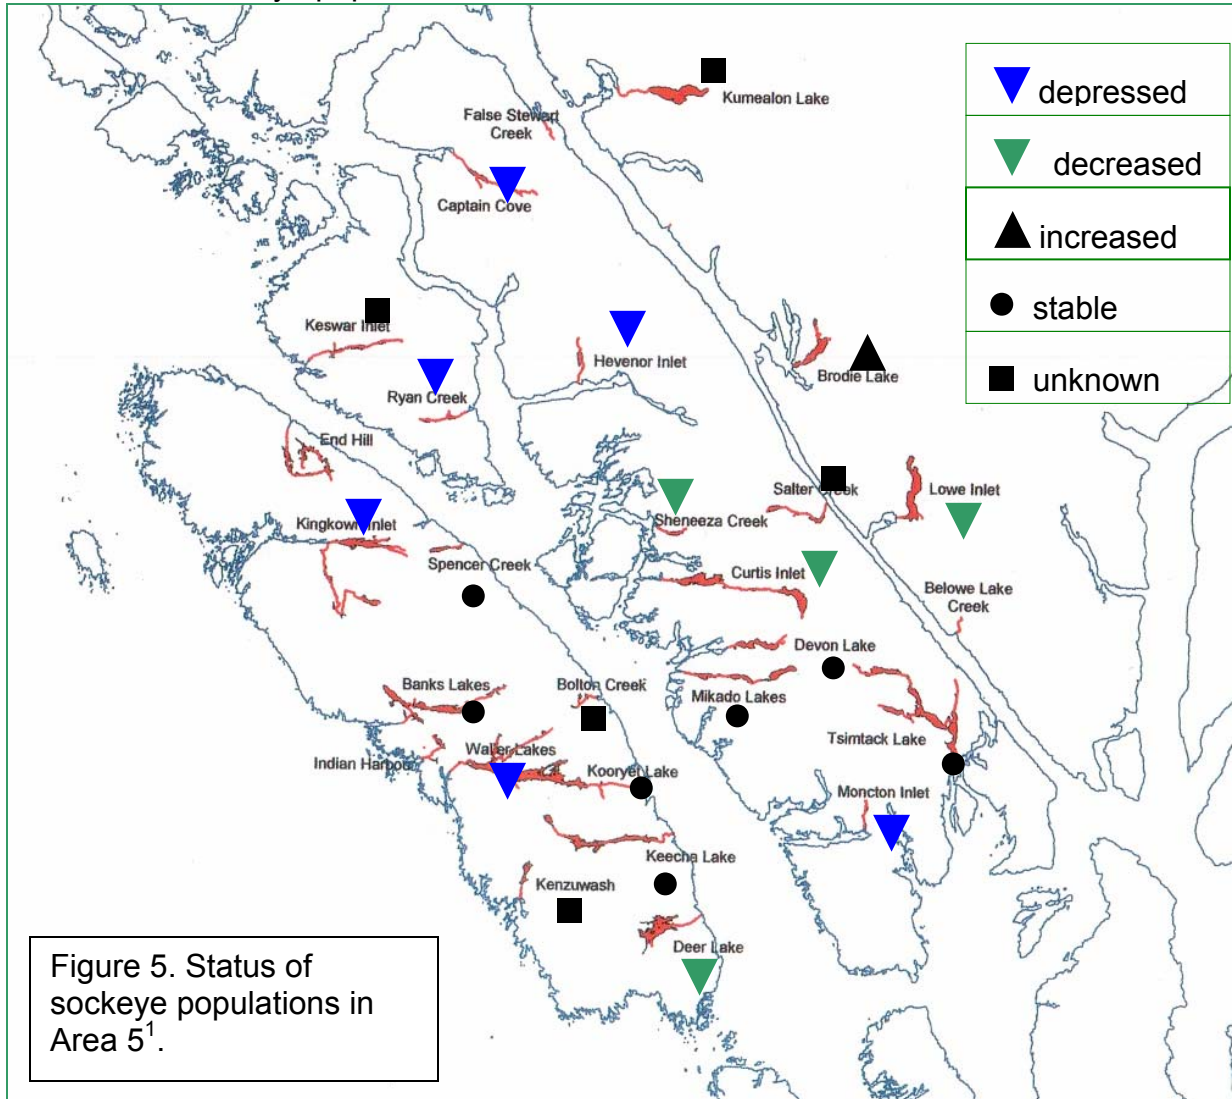 Kumealon Lake
False Stewart
Creek
Captain Cove
Keswar Inlet
Ryan Creek
Hevenor Inlet
Brodie Lake
End Hill
Kingkown Inlet
Spencer Creek
Sheneeza Creek
Salter Creek
Lowe Inlet
Curtis Inlet
Belowe Lake
Creek
Devon Lake
Mikado Lakes
Banks Lakes
Bolton Creek
Tsimtack Lake
Indian Harbour
Waller Lakes
Kooryet Lake
Moncton Inlet
Keecha Lake
Kenzuwash
Deer Lake
depressed
decreased
increased
stable
unknown
Figure 5. Status of
sockeye populations in
Area 5¹.